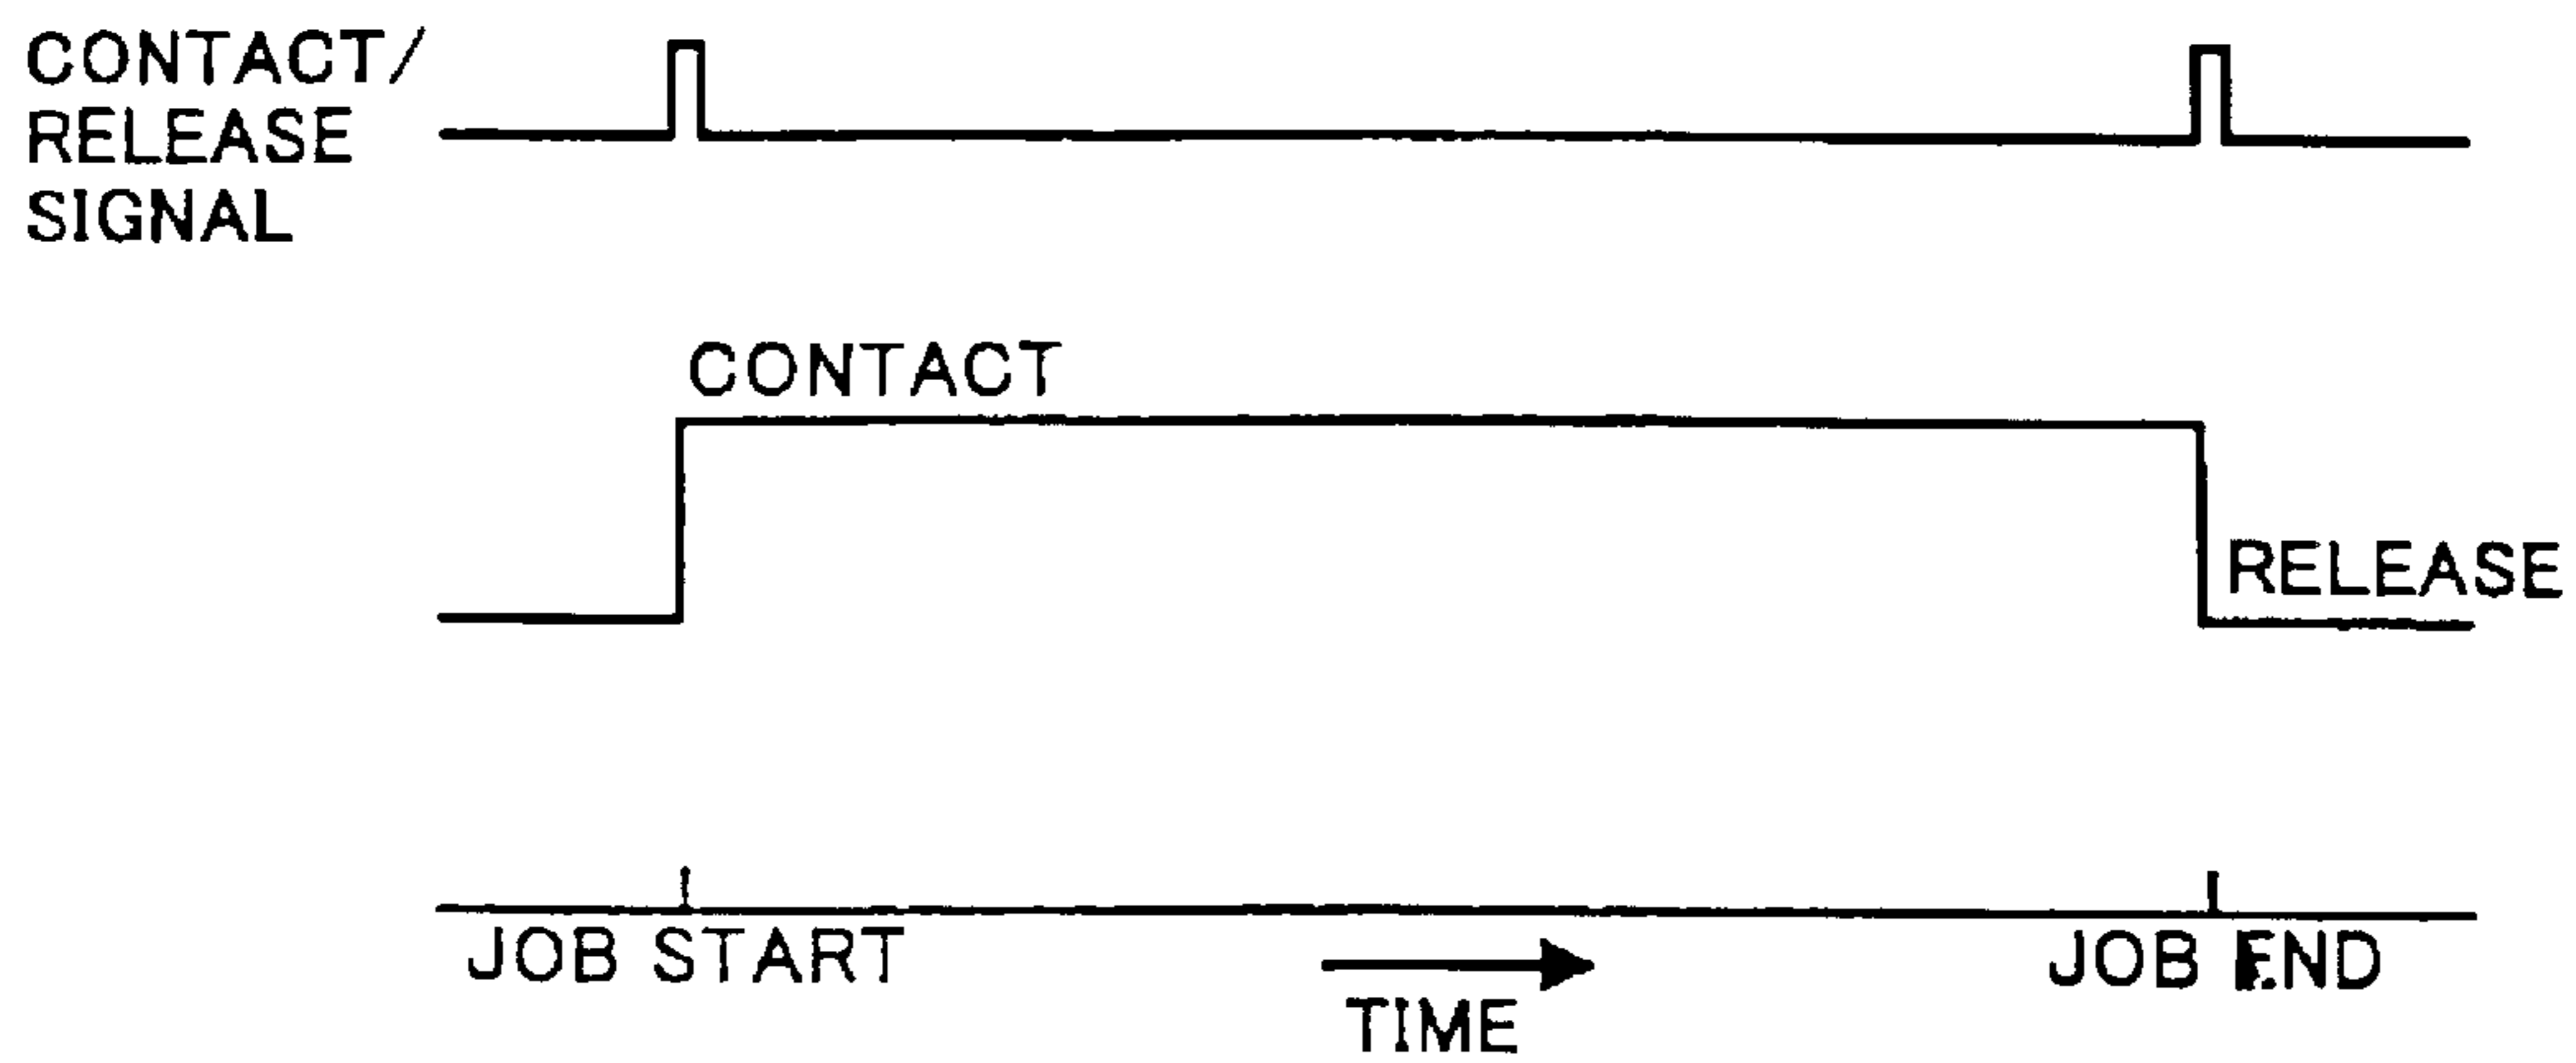 CONTACT/
RELEASE
SIGNAL
CONTACT
RELEASE
JOB START
JOB END
TIME